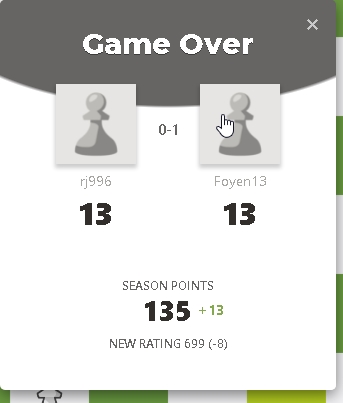 ×
Game Over
0-1
rj996 Foyen13
13 13
SEASON POINTS
135 +13
NEW RATING 699 (-8)